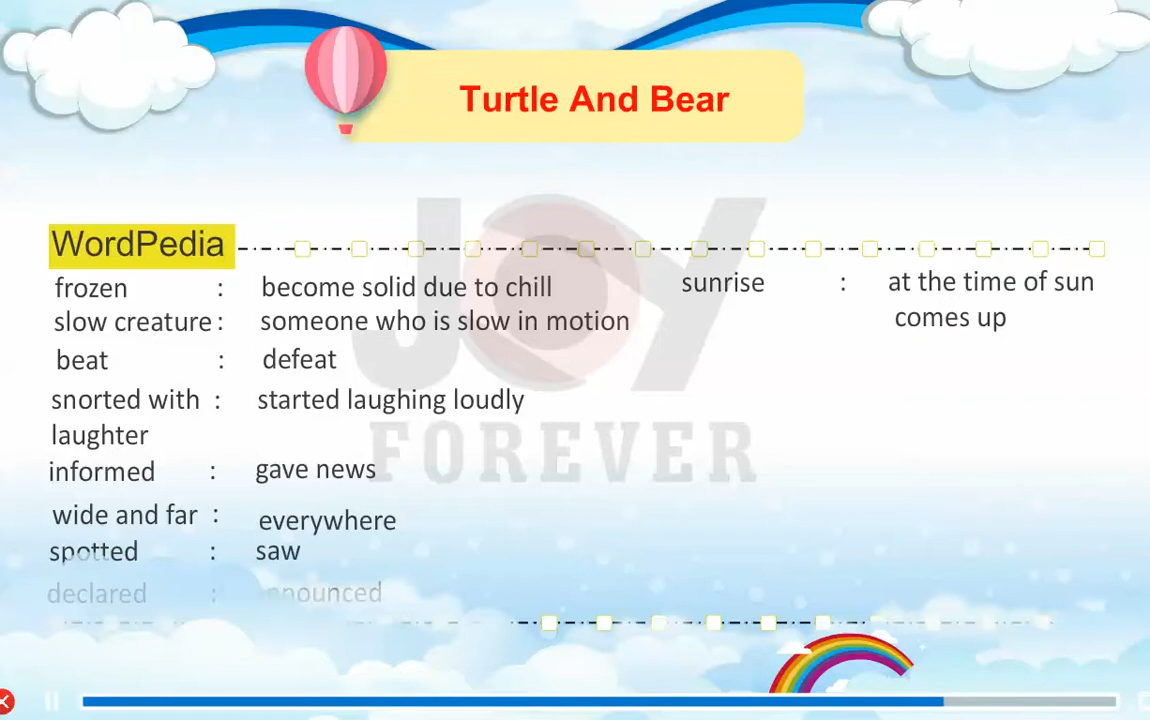 Turtle And Bear
WordPedia
frozen : become solid due to chill
slow creature : someone who is slow in motion
beat : defeat
snorted with : started laughing loudly
laughter
informed : gave news
wide and far : everywhere
spotted : saw
declared : announced
sunrise : at the time of sun
comes up
JOY
FOREVER